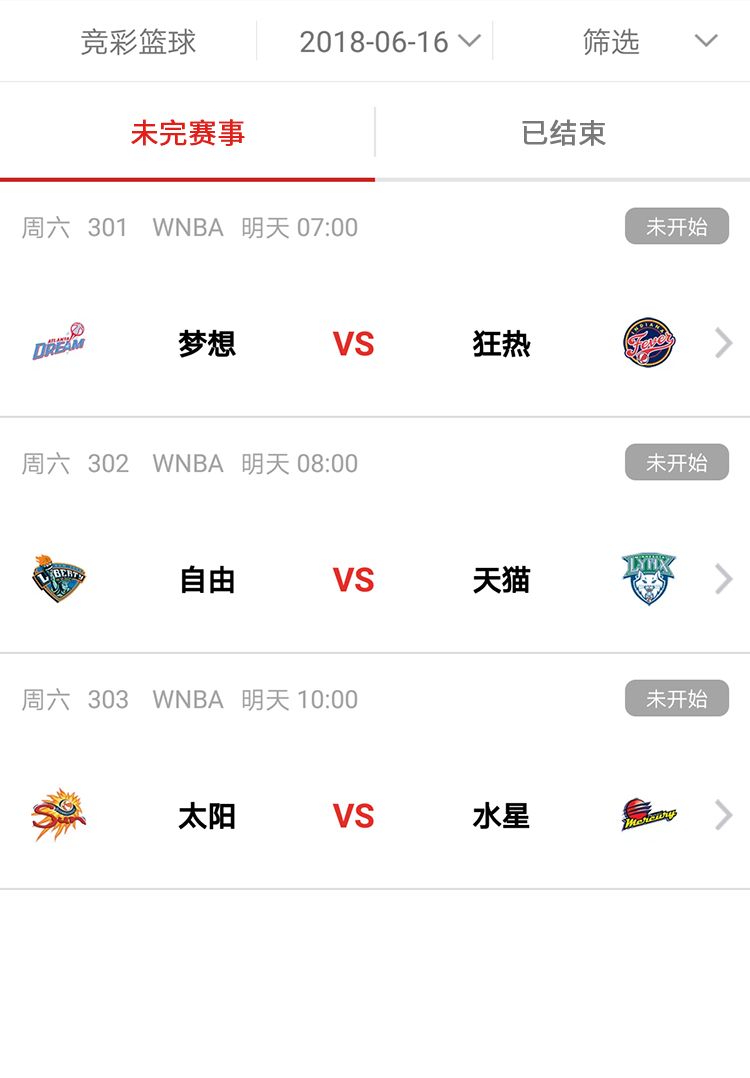 竞彩篮球 2018-06-16 筛选
未完赛事 已结束
周六 301 WNBA 明天 07:00 未开始
ATLANTA
DREAM
梦想 VS 狂热
INDIANA
Fever
周六 302 WNBA 明天 08:00 未开始
LIBERTY
自由 VS 天猫
MINNESOTA
LYNX
周六 303 WNBA 明天 10:00 未开始
Sun
太阳 VS 水星
Mercury